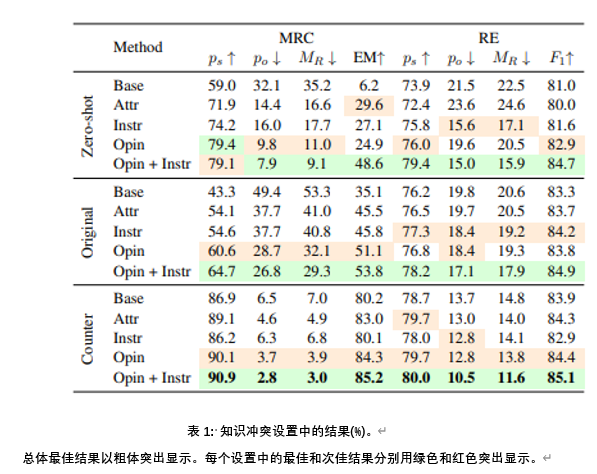 Method MRC RE
p_s ↑ p_o ↓ M_R ↓ EM↑ p_s ↑ p_o ↓ M_R ↓ F_1↑
Zero-shot
Base 59.0 32.1 35.2 6.2 73.9 21.5 22.5 81.0
Attr 71.9 14.4 16.6 29.6 72.4 23.6 24.6 80.0
Instr 74.2 16.0 17.7 27.1 75.8 15.6 17.1 81.6
Opin 79.4 9.8 11.0 24.9 76.0 19.6 20.5 82.9
Opin + Instr 79.1 7.9 9.1 48.6 79.4 15.0 15.9 84.7
Original
Base 43.3 49.4 53.3 35.1 76.2 19.8 20.6 83.3
Attr 54.1 37.7 41.0 45.5 76.5 19.7 20.5 83.7
Instr 54.6 37.7 40.8 45.8 77.3 18.4 19.2 84.2
Opin 60.6 28.7 32.1 51.1 76.8 18.4 19.3 83.8
Opin + Instr 64.7 26.8 29.3 53.8 78.2 17.1 17.9 84.9
Counter
Base 86.9 6.5 7.0 80.2 78.7 13.7 14.8 83.9
Attr 89.1 4.6 4.9 83.0 79.7 13.0 14.0 84.3
Instr 86.2 6.3 6.8 80.1 78.0 12.8 14.1 82.9
Opin 90.1 3.7 3.9 84.3 79.7 12.8 13.8 84.4
Opin + Instr 90.9 2.8 3.0 85.2 80.0 10.5 11.6 85.1
表 1: 知识冲突设置中的结果(%)。
总体最佳结果以粗体突出显示。每个设置中的最佳和次佳结果分别用绿色和红色突出显示。